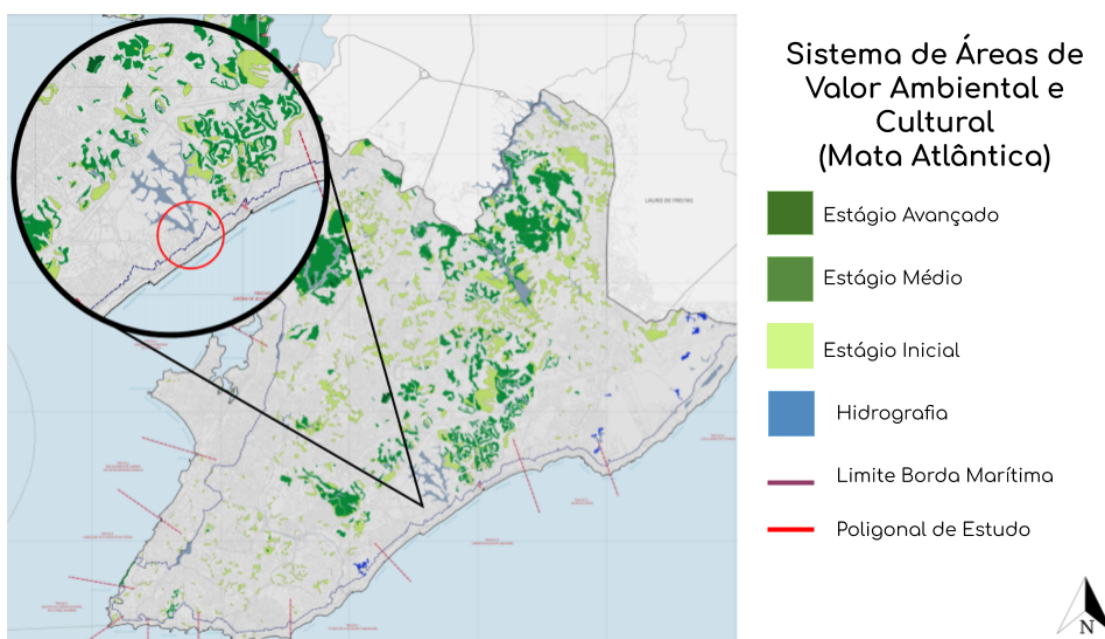 Sistema de Áreas de
Valor Ambiental e
Cultural
(Mata Atlântica)
Estágio Avançado
Estágio Médio
Estágio Inicial
Hidrografia
Limite Borda Marítima
Poligonal de Estudo
LAURO DE FREITAS
N